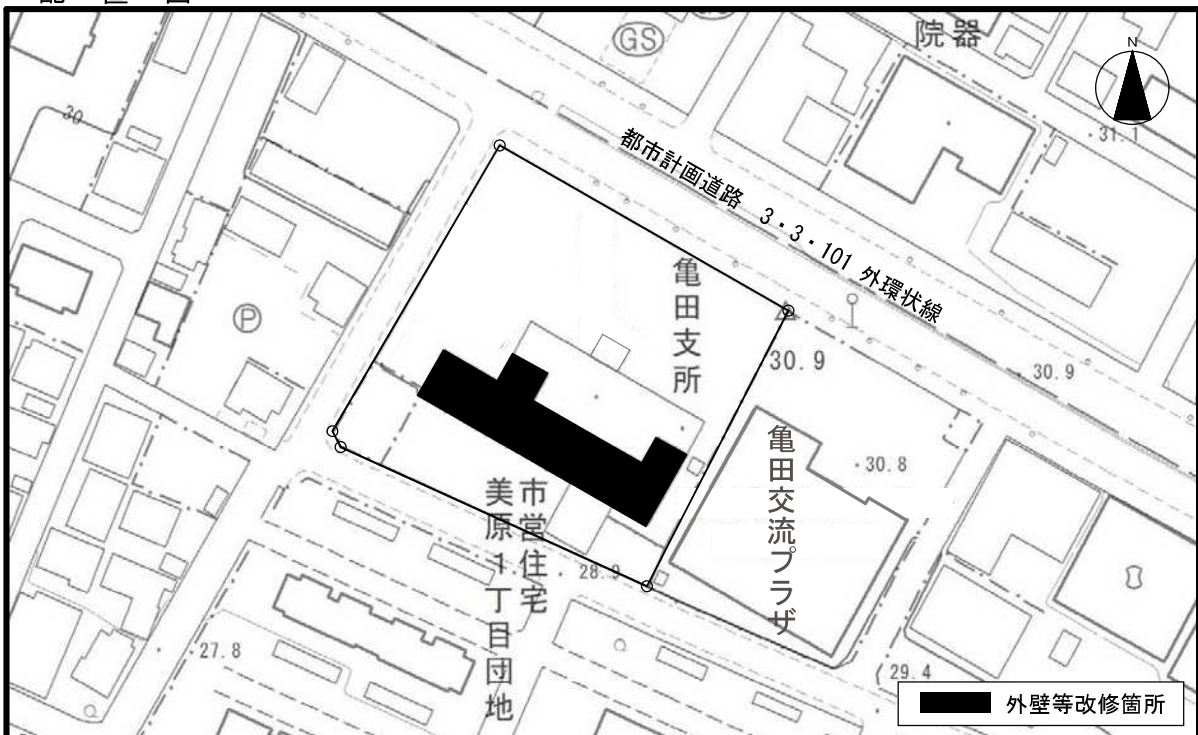 配置図
GS
院器
N
30
31.1
都市計画道路 3・3・101 外環状線
亀田支所
30.9
30.9
P
亀田交流プラザ
30.8
市営住宅
美原1丁目団地
28.9
27.8
29.4
外壁等改修箇所